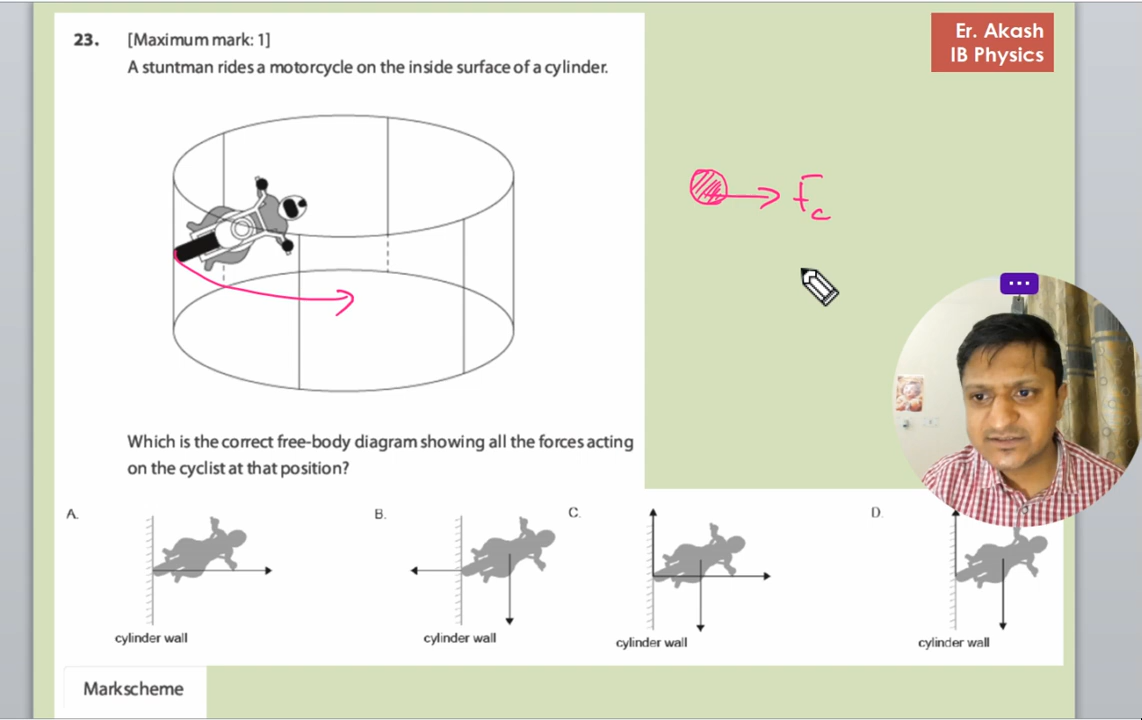 Er. Akash
IB Physics
23. [Maximum mark: 1]
A stuntman rides a motorcycle on the inside surface of a cylinder.
F_c
Which is the correct free-body diagram showing all the forces acting
on the cyclist at that position?
A. B. C. D.
cylinder wall cylinder wall cylinder wall cylinder wall
Markscheme